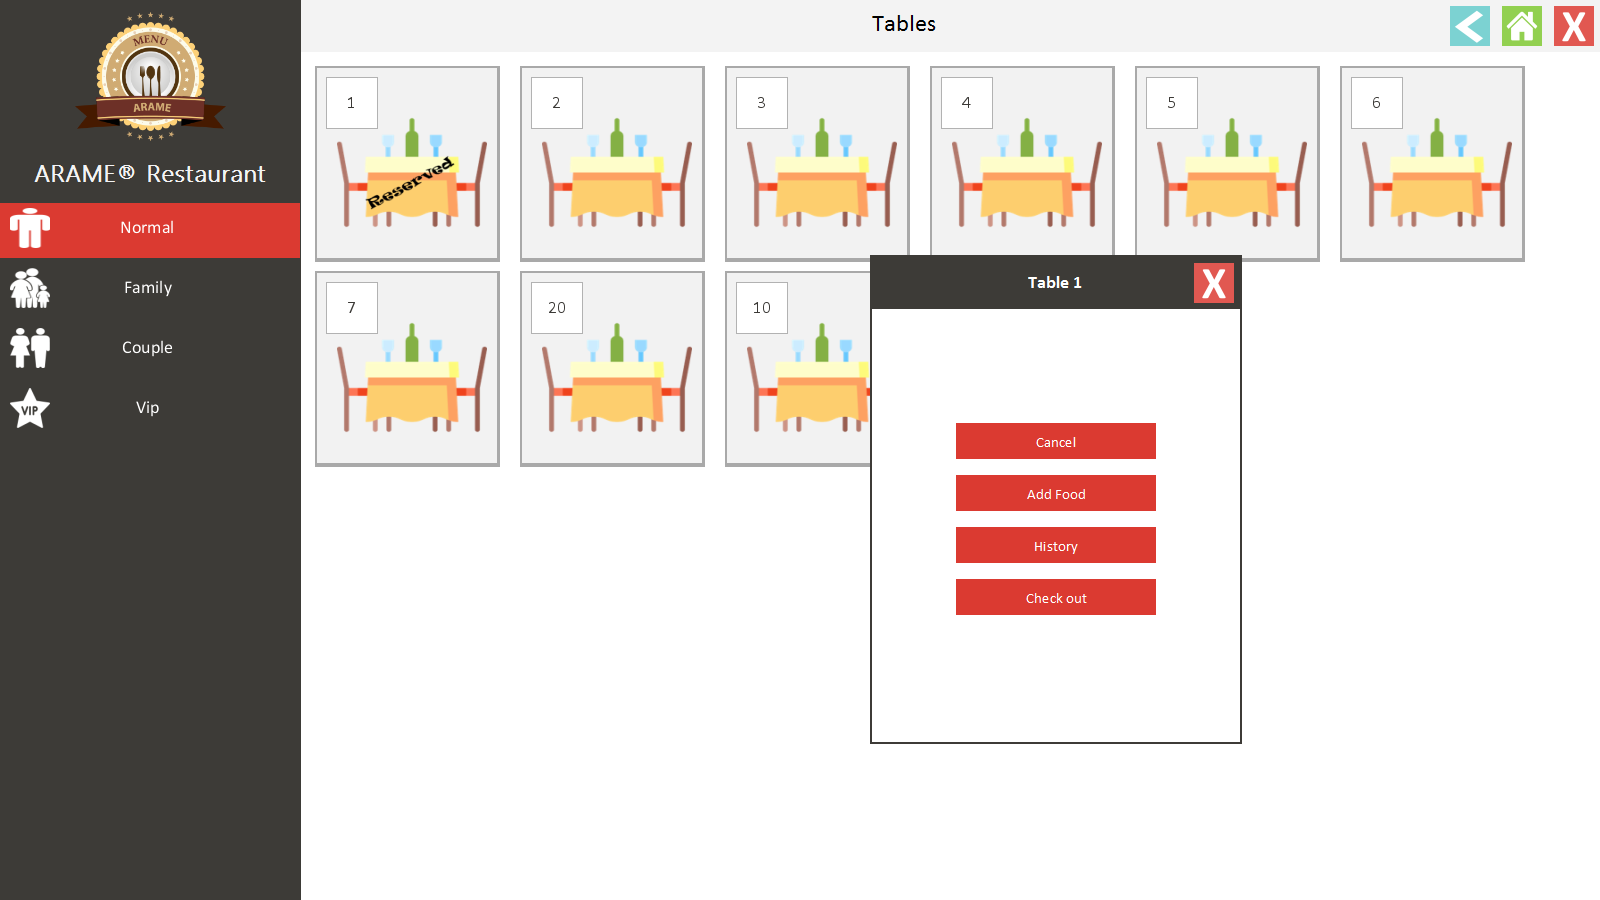 MENU
ARAME
ARAME® Restaurant
Normal
Family
Couple
VIP
Vip
Tables
<
X
1
Reserved
2
3
4
5
6
7
20
10
Table 1
X
Cancel
Add Food
History
Check out